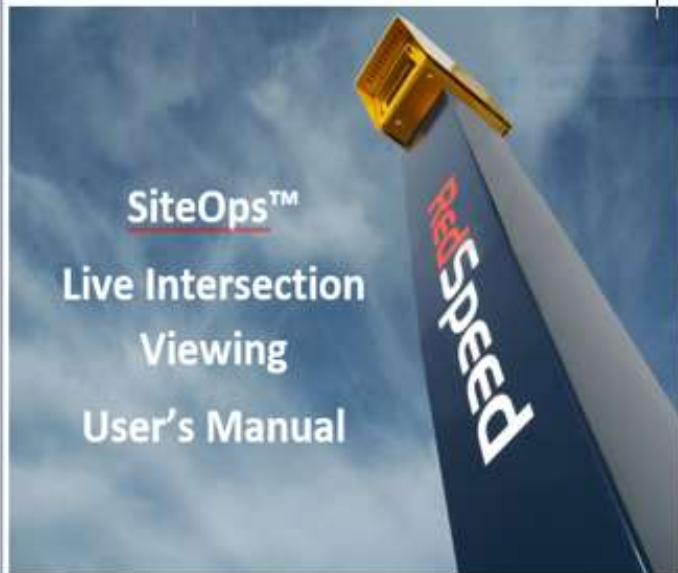 SiteOps™
Live Intersection
Viewing
User's Manual
RedSpeed